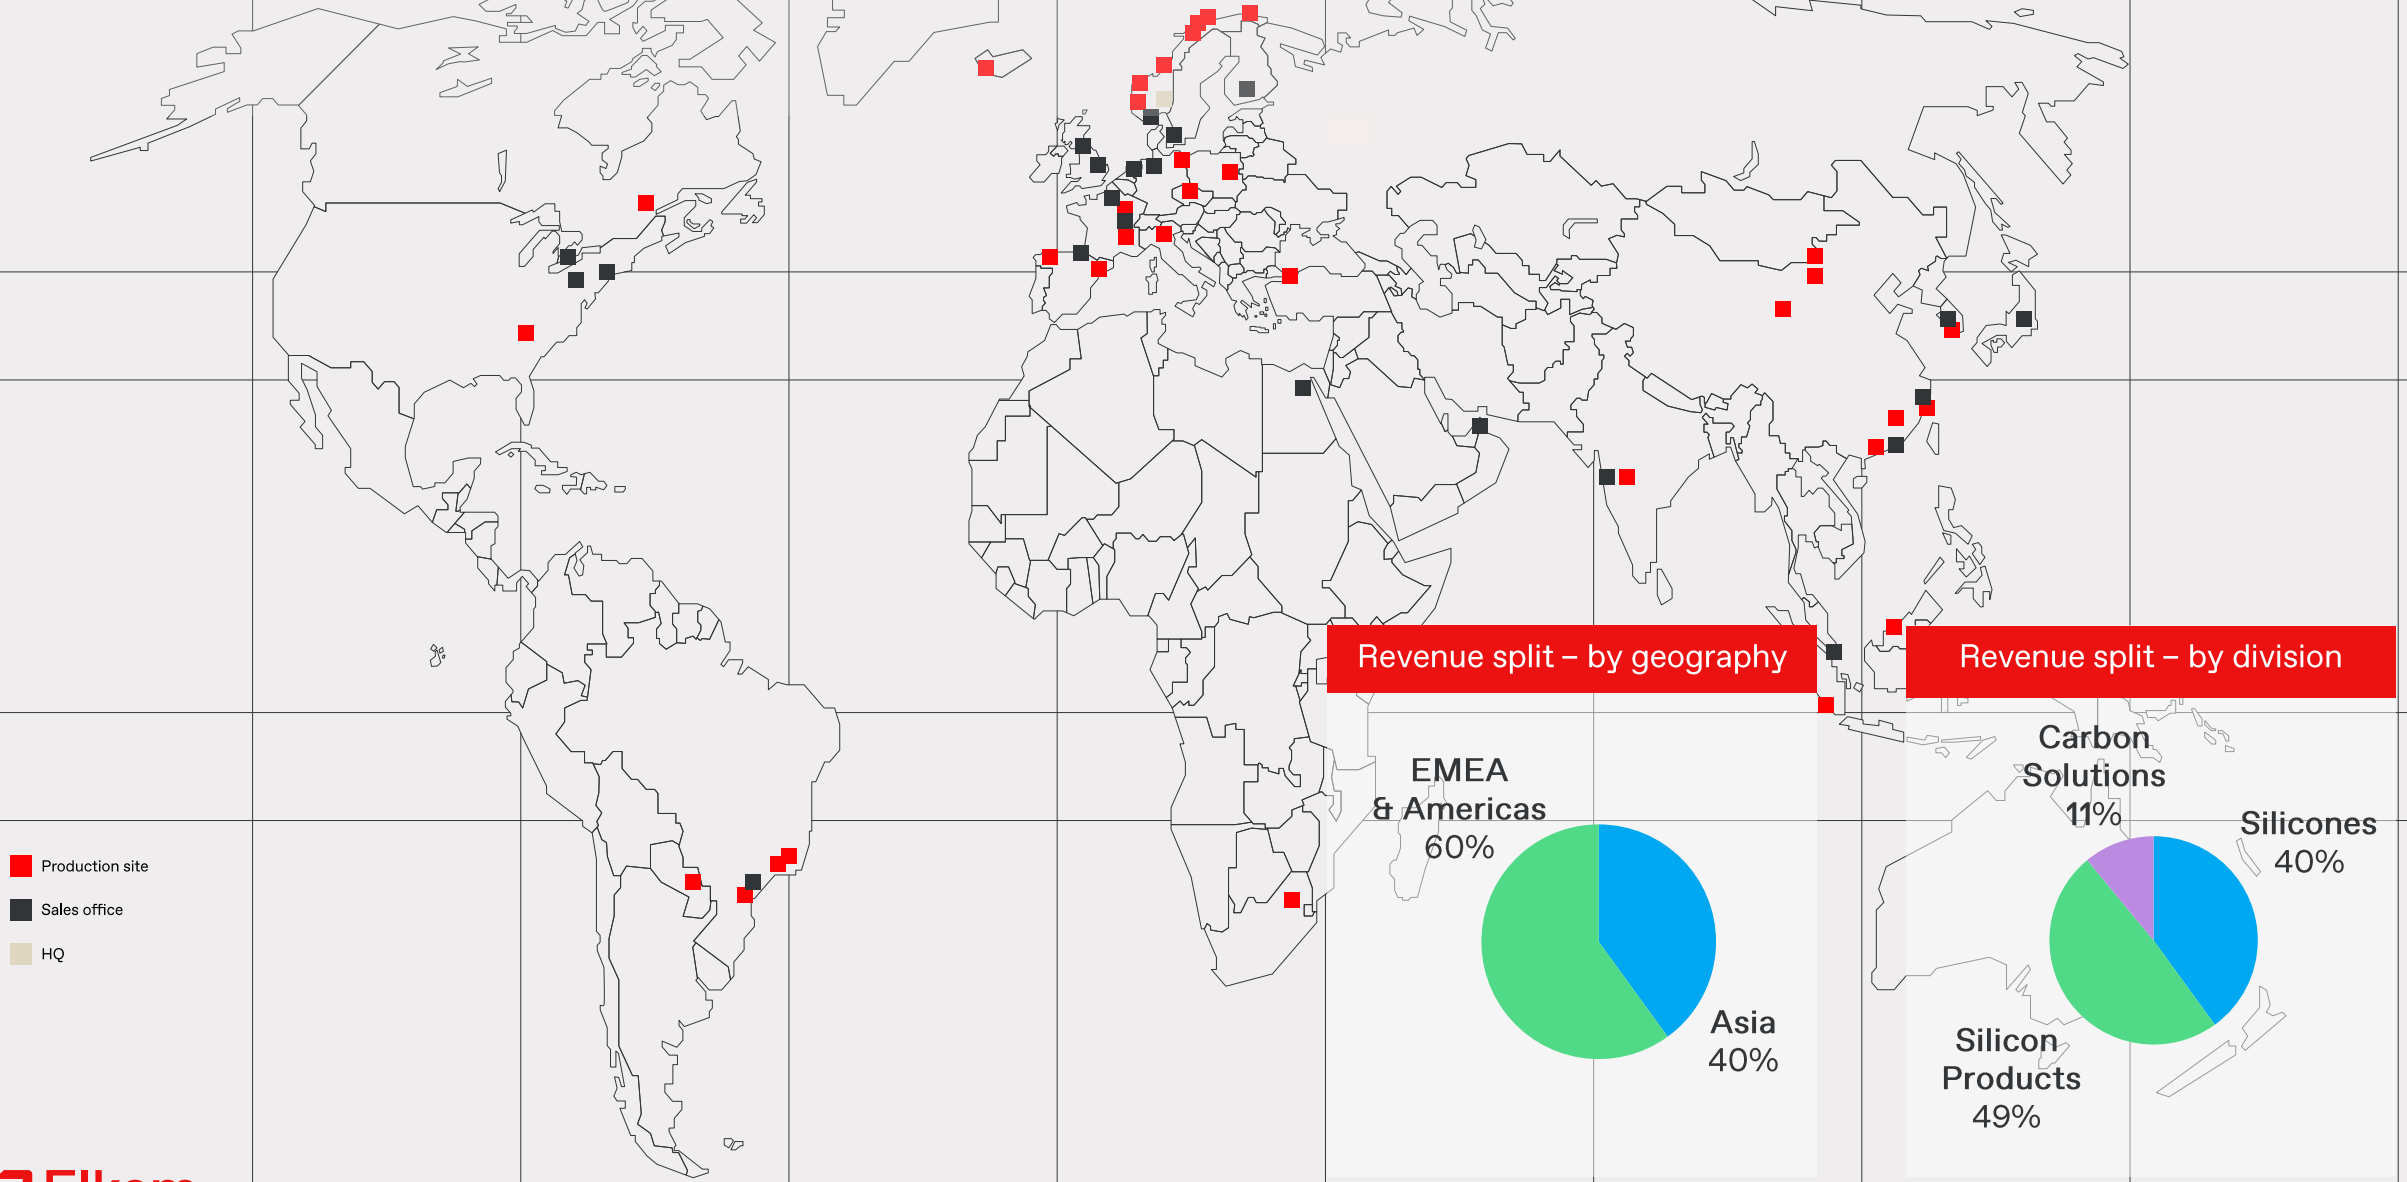 Revenue split – by geography
Revenue split – by division
EMEA
& Americas
60%
Asia
40%
Carbon
Solutions
11%
Silicones
40%
Silicon
Products
49%
Production site
Sales office
HQ
Elkem